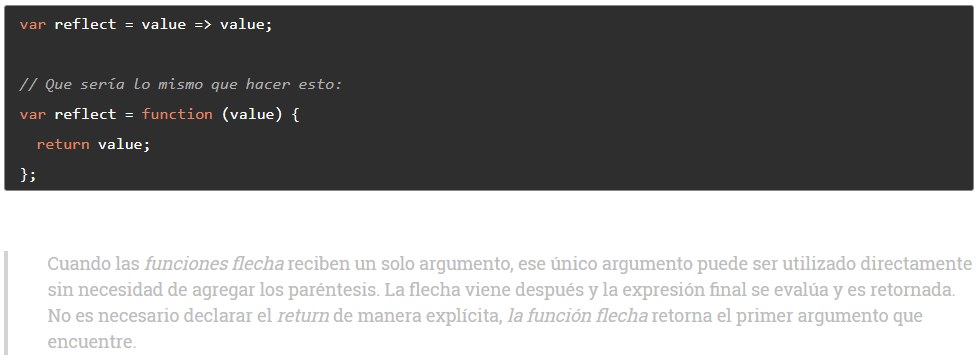 var reflect = value => value;
// Que sería lo mismo que hacer esto:
var reflect = function (value) {
  return value;
};
Cuando las funciones flecha reciben un solo argumento, ese único argumento puede ser utilizado directamente
sin necesidad de agregar los paréntesis. La flecha viene después y la expresión final se evalúa y es retornada.
No es necesario declarar el return de manera explícita, la función flecha retorna el primer argumento que
encuentre.